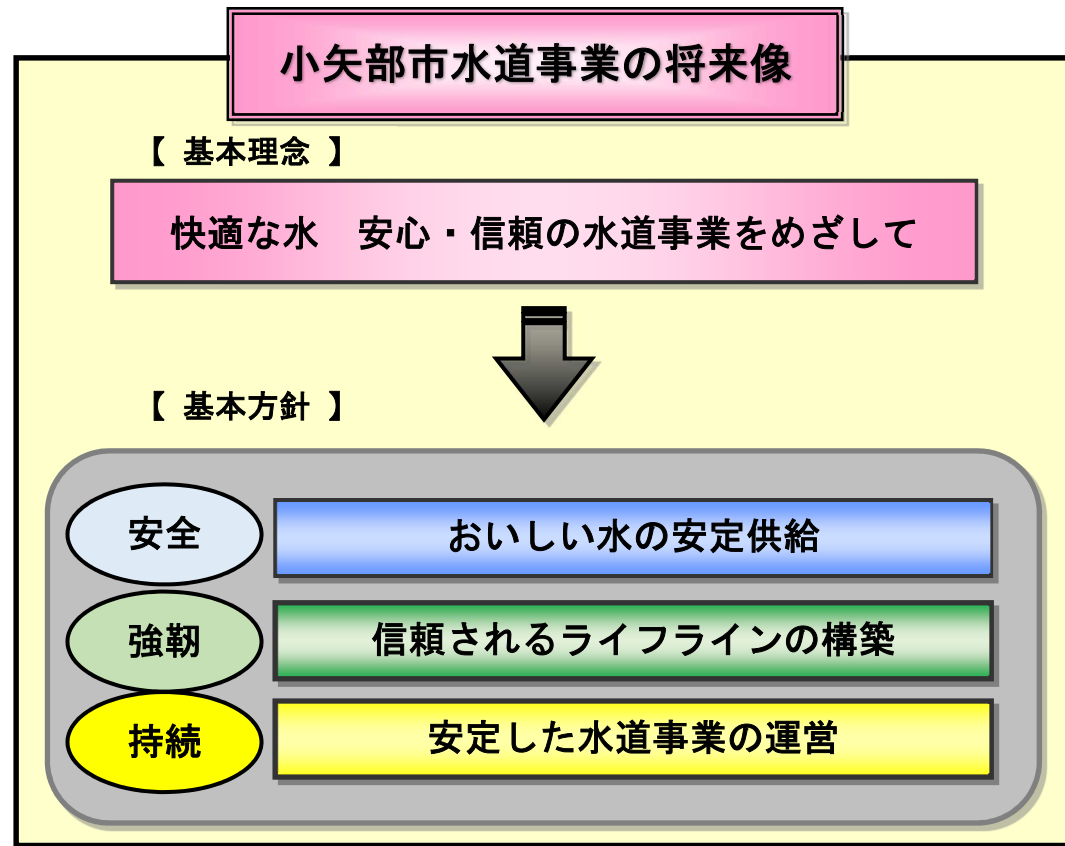 小矢部市水道事業の将来像
【 基本理念 】
快適な水　安心・信頼の水道事業をめざして
【 基本方針 】
安全
おいしい水の安定供給
強靭
信頼されるライフラインの構築
持続
安定した水道事業の運営